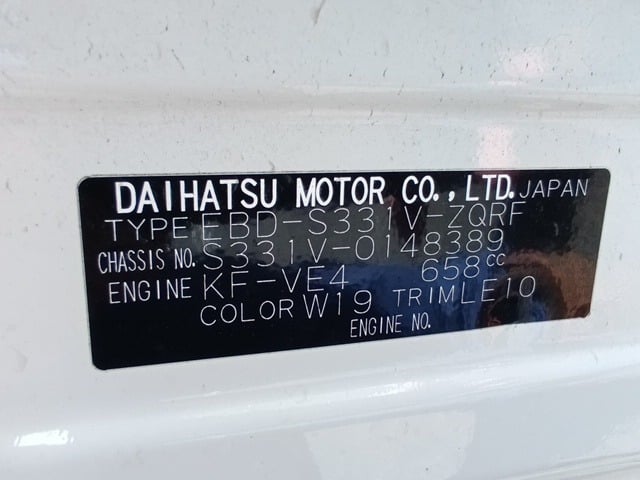 DAIHATSU MOTOR CO., LTD. JAPAN
TYPE EBD-S331V-ZQRF
CHASSIS NO. S331V-0148389
ENGINE KF-VE4 658CC
COLOR W19 TRIM LE10
ENGINE NO.